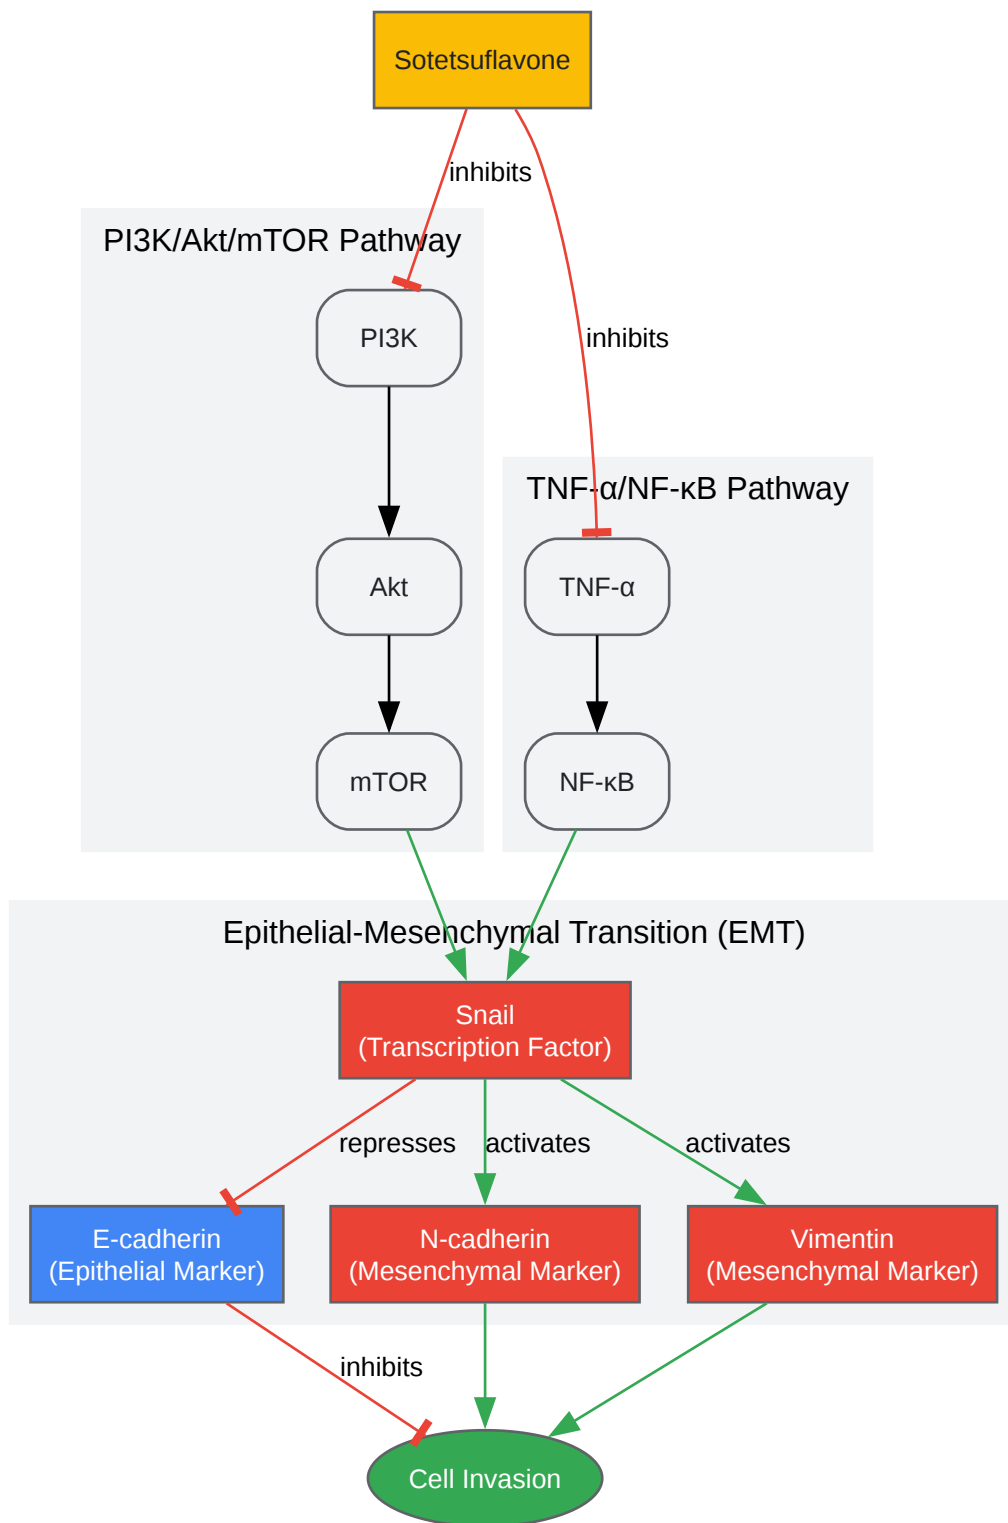 Sotetsuflavone
inhibits
PI3K/Akt/mTOR Pathway
PI3K
inhibits
TNF-α/NF-κB Pathway
Akt
TNF-α
mTOR
NF-κB
Epithelial-Mesenchymal Transition (EMT)
Snail
(Transcription Factor)
represses
activates
activates
E-cadherin
(Epithelial Marker)
N-cadherin
(Mesenchymal Marker)
Vimentin
(Mesenchymal Marker)
inhibits
Cell Invasion